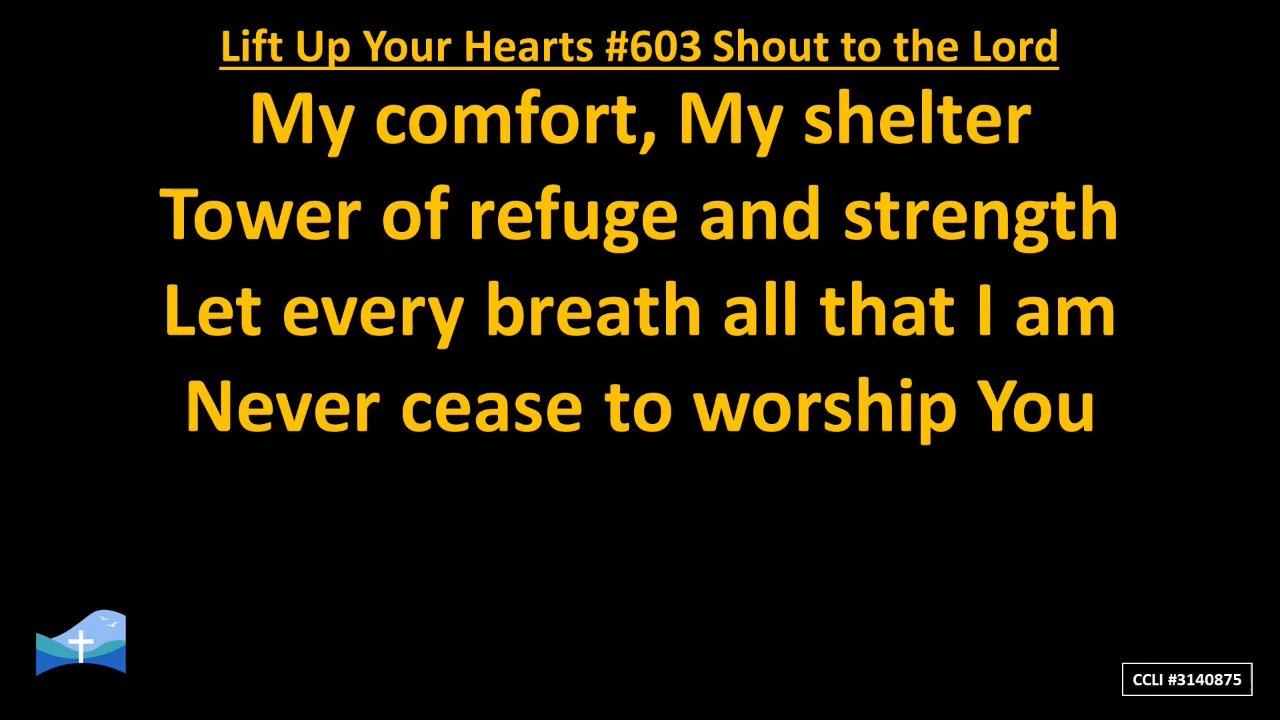 Lift Up Your Hearts #603 Shout to the Lord
My comfort, My shelter
Tower of refuge and strength
Let every breath all that I am
Never cease to worship You
CCLI #3140875